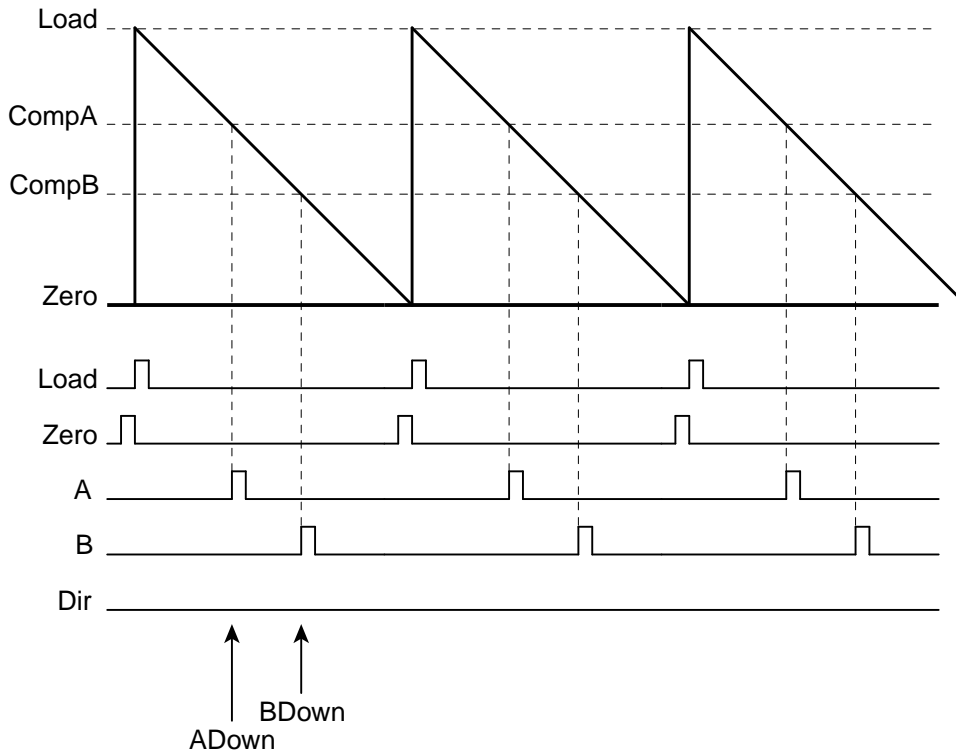 Load
CompA
CompB
Zero
Load
Zero
A
B
Dir
BDown
ADown